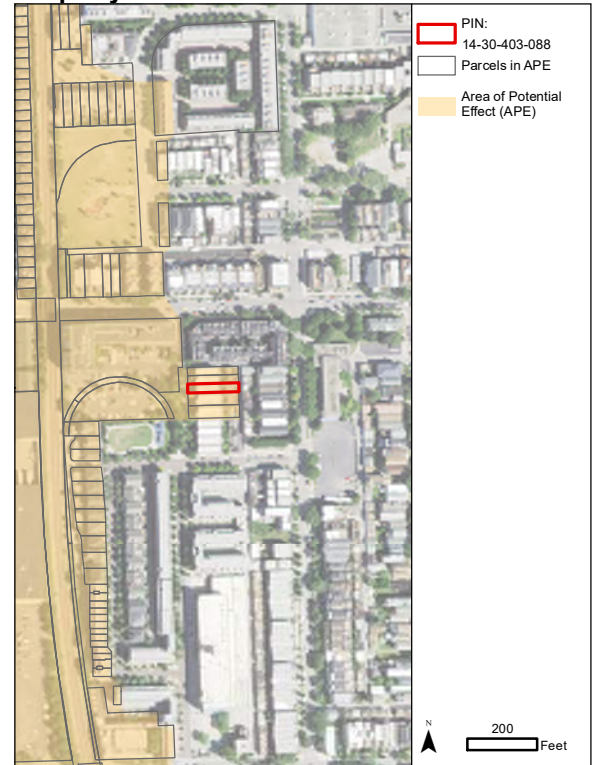 PIN:
14-30-403-088
Parcels in APE
Area of Potential
Effect (APE)
N
200
Feet